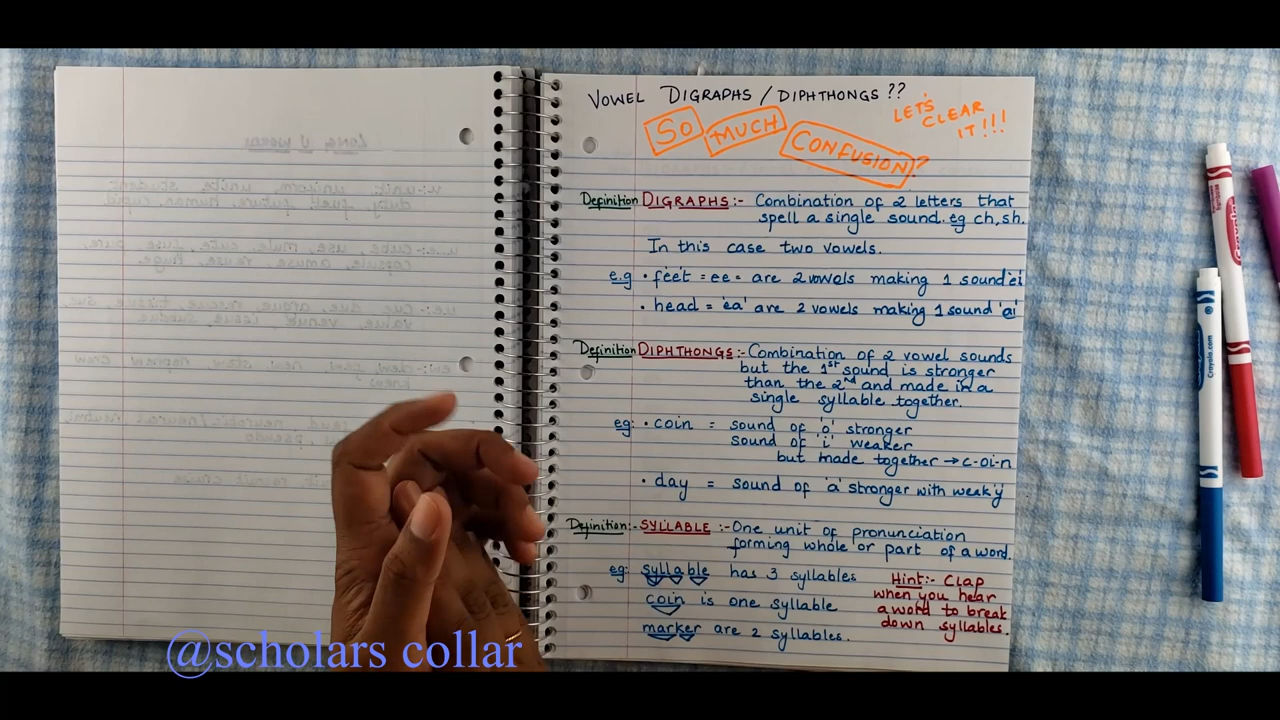 VOWEL DIGRAPHS / DIPHTHONGS ??
SO MUCH CONFUSION ?
LET'S
CLEAR
IT!!!
Definition DIGRAPHS :- Combination of 2 letters that
spell a single sound. eg ch, sh.
In this case two vowels.
e.g • feet = ee = are 2 vowels making 1 sound 'ei'
• head = 'ea' are 2 vowels making 1 sound 'ai'
Definition DIPHTHONGS :- Combination of 2 vowel sounds
but the 1st sound is stronger
than the 2nd and made in a
single syllable together.
eg: • coin = sound of 'o' stronger
sound of 'i' weaker
but made together → c-oi-n
• day = sound of 'a' stronger with weak 'y'
Definition:- SYLLABLE :- One unit of pronunciation
forming whole or part of a word.
eg: syllable has 3 syllables
coin is one syllable
marker are 2 syllables.
Hint:- Clap
when you hear
a word to break
down syllables.
@scholars collar
Crayola
Crayola.com